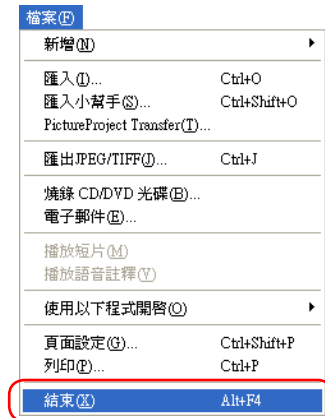 檔案(F)
新增(N)
匯入(I)... Ctrl+O
匯入小幫手(S)... Ctrl+Shift+O
PictureProject Transfer(T)...
匯出JPEG/TIFF(J)... Ctrl+J
燒錄 CD/DVD 光碟(B)...
電子郵件(E)...
播放短片(M)
播放語音註釋(V)
使用以下程式開啓(O)
頁面設定(G)... Ctrl+Shift+P
列印(P)... Ctrl+P
結束(X) Alt+F4